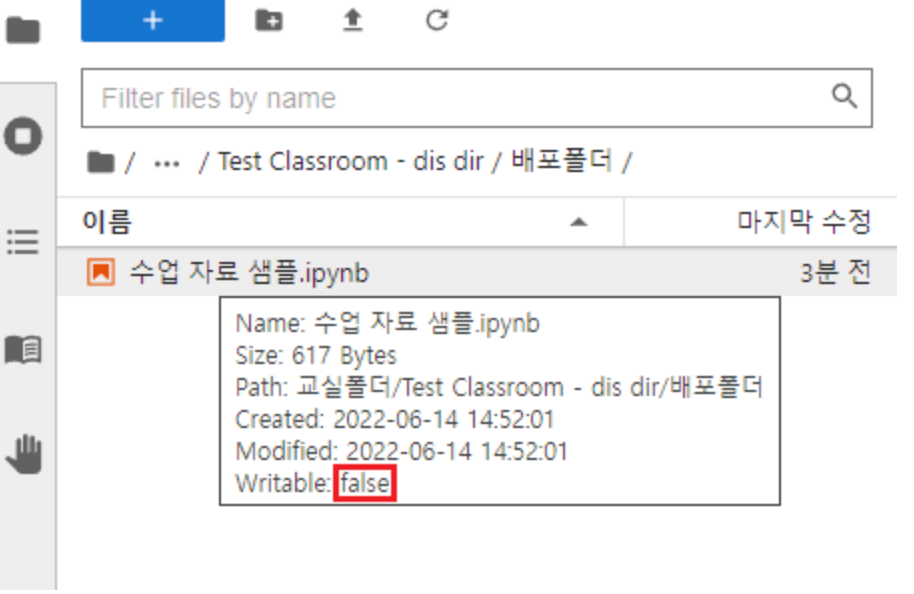 Filter files by name
/ ··· / Test Classroom - dis dir / 배포폴더 /
이름 마지막 수정
수업 자료 샘플.ipynb 3분 전
Name: 수업 자료 샘플.ipynb
Size: 617 Bytes
Path: 교실폴더/Test Classroom - dis dir/배포폴더
Created: 2022-06-14 14:52:01
Modified: 2022-06-14 14:52:01
Writable: false